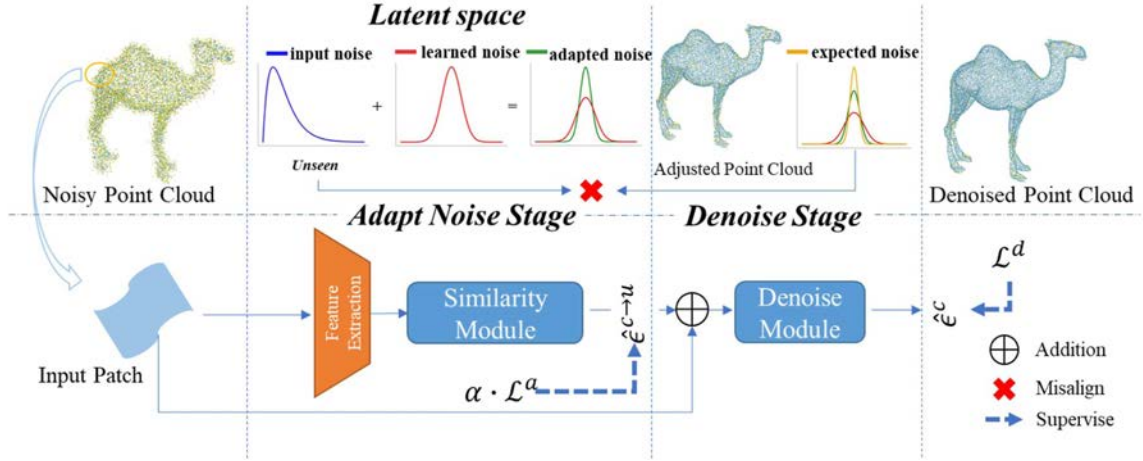 Latent space
input noise
learned noise
adapted noise
expected noise
+
=
Unseen
Noisy Point Cloud
Adjusted Point Cloud
Denoised Point Cloud
Adapt Noise Stage
Denoise Stage
Input Patch
Feature
Extraction
Similarity
Module
ϵ̂^{c→u}
α · ℒ^a
Denoise
Module
ϵ̂^c
ℒ^d
Addition
Misalign
Supervise